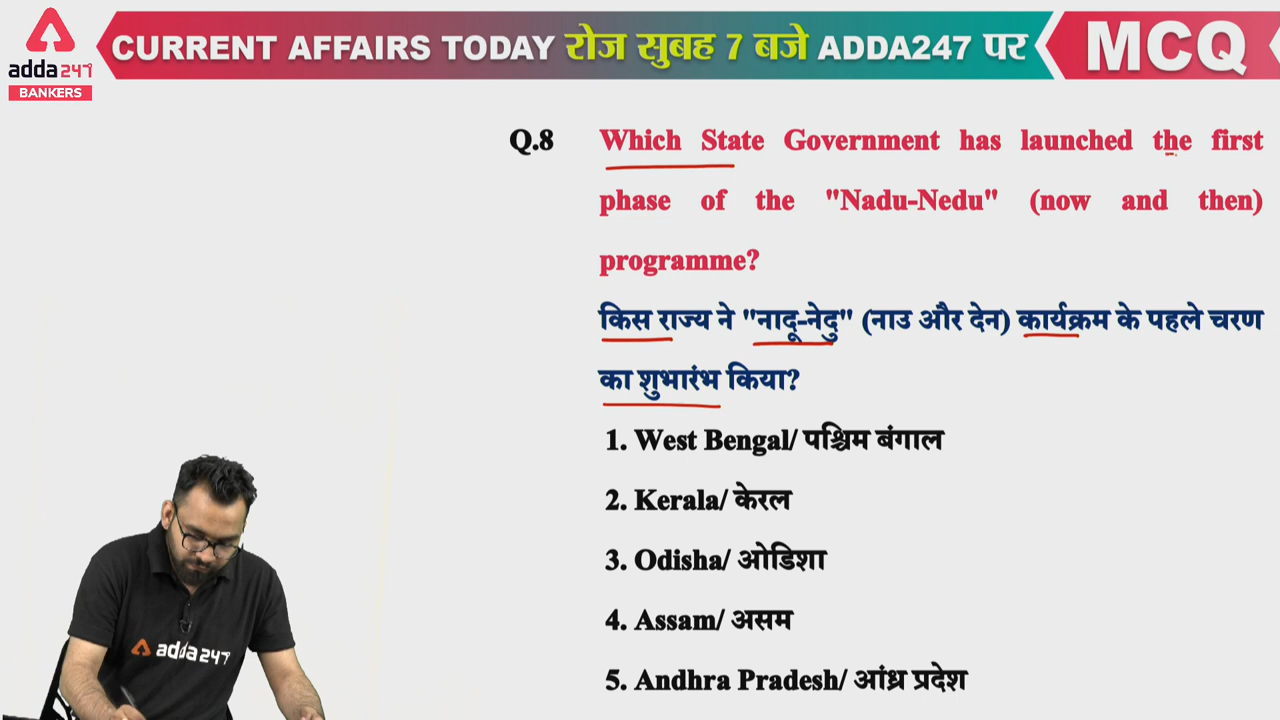 CURRENT AFFAIRS TODAY रोज सुबह 7 बजे ADDA247 पर
MCQ
adda247
BANKERS
Q.8 Which State Government has launched the first
phase of the "Nadu-Nedu" (now and then)
programme?
किस राज्य ने "नादू-नेदु" (नाउ और देन) कार्यक्रम के पहले चरण
का शुभारंभ किया?
1. West Bengal/ पश्चिम बंगाल
2. Kerala/ केरल
3. Odisha/ ओडिशा
4. Assam/ असम
5. Andhra Pradesh/ आंध्र प्रदेश
adda247